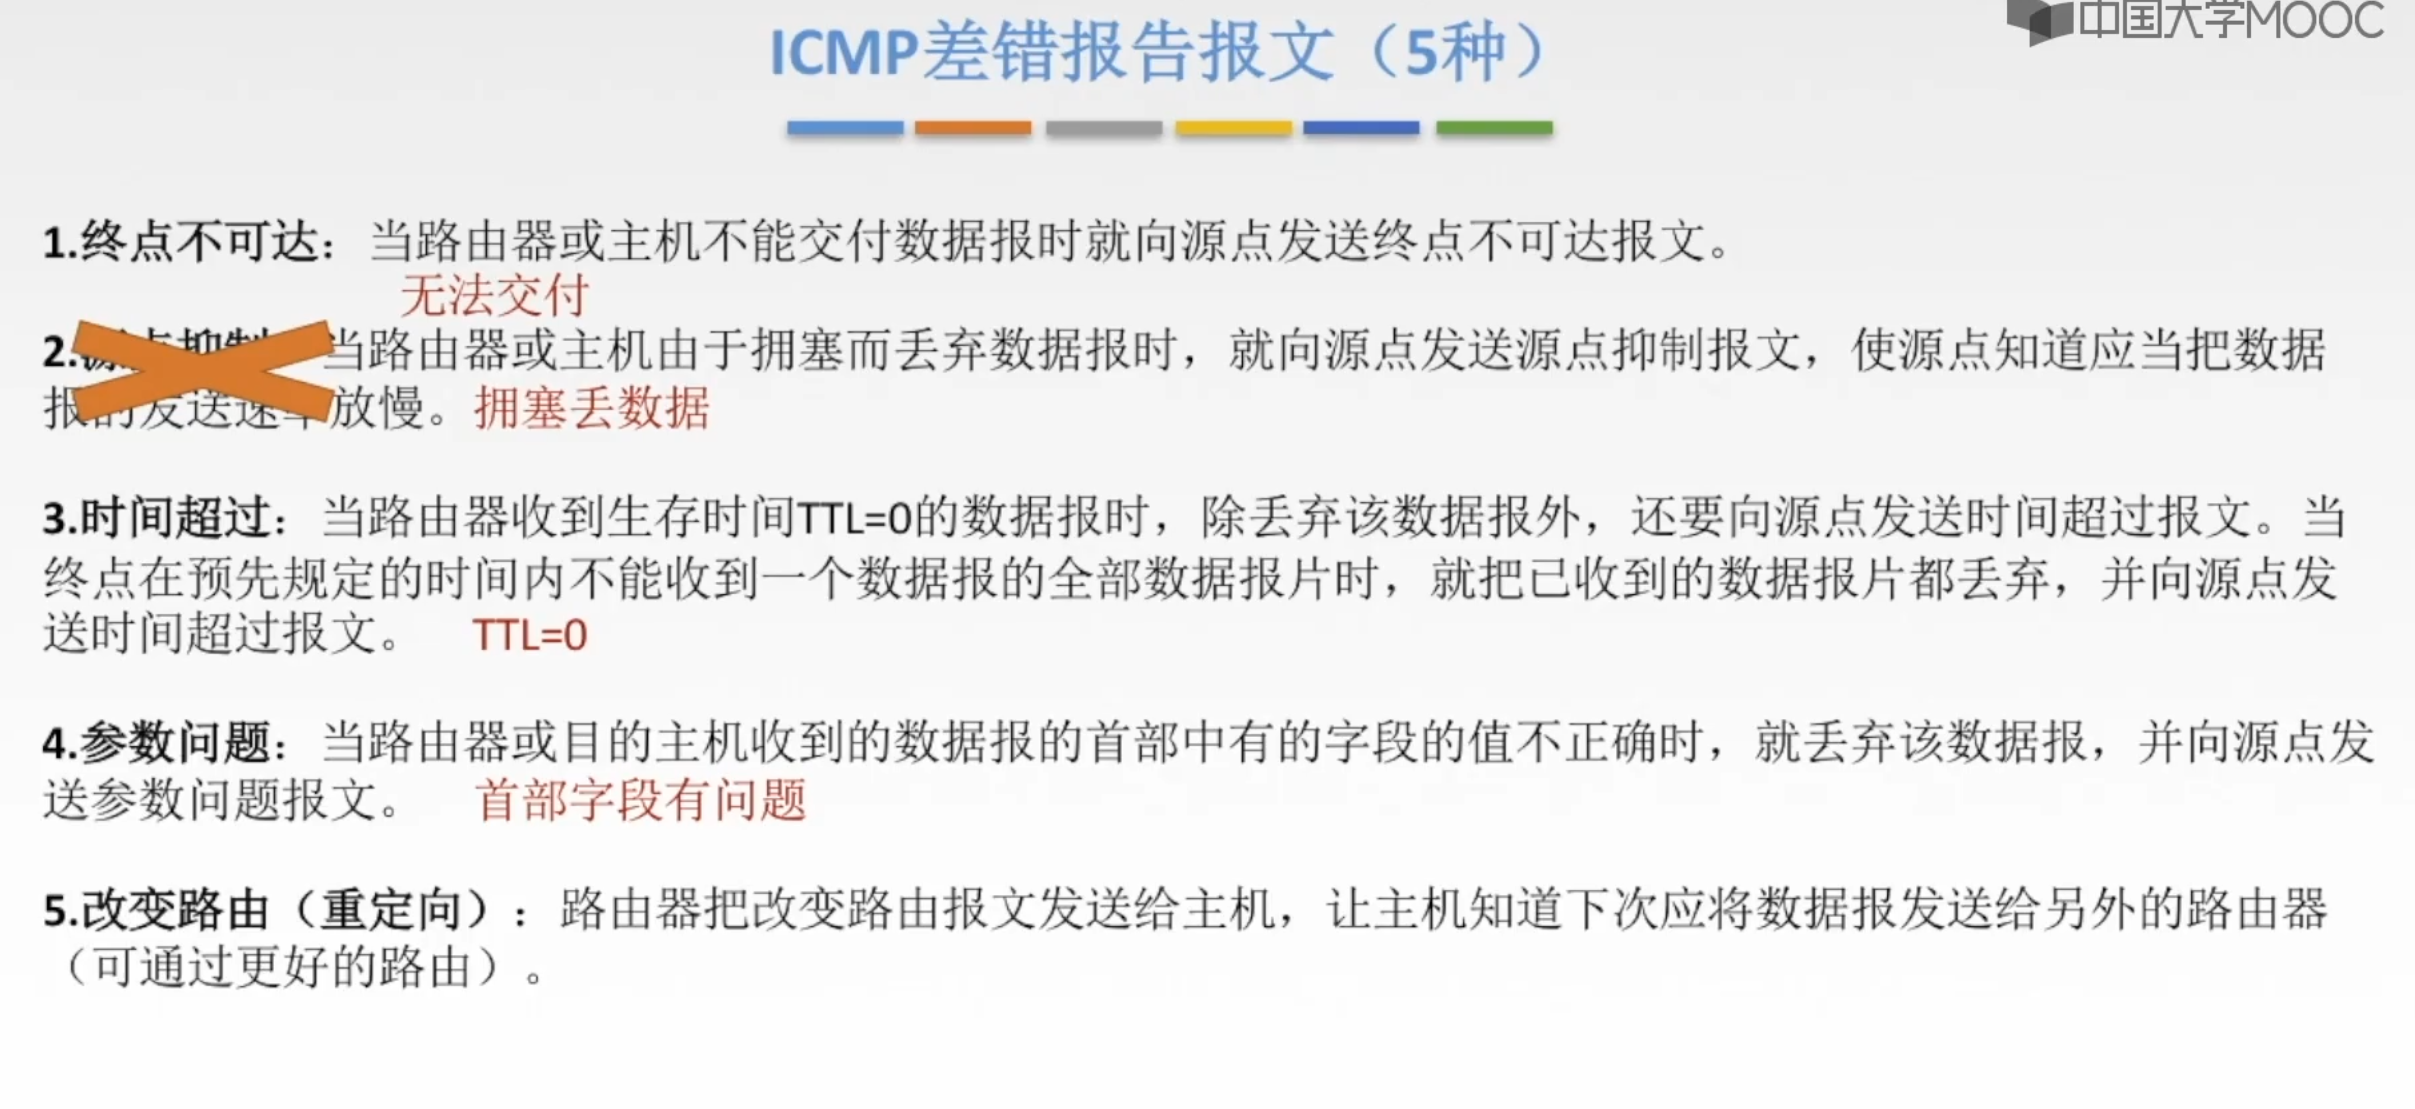 中国大学MOOC
ICMP差错报告报文（5种）
1.终点不可达：当路由器或主机不能交付数据报时就向源点发送终点不可达报文。
无法交付
2.源点抑制：当路由器或主机由于拥塞而丢弃数据报时，就向源点发送源点抑制报文，使源点知道应当把数据
报的发送速率放慢。拥塞丢数据
3.时间超过：当路由器收到生存时间TTL=0的数据报时，除丢弃该数据报外，还要向源点发送时间超过报文。当
终点在预先规定的时间内不能收到一个数据报的全部数据报片时，就把已收到的数据报片都丢弃，并向源点发
送时间超过报文。 TTL=0
4.参数问题：当路由器或目的主机收到的数据报的首部中有的字段的值不正确时，就丢弃该数据报，并向源点发
送参数问题报文。 首部字段有问题
5.改变路由（重定向）：路由器把改变路由报文发送给主机，让主机知道下次应将数据报发送给另外的路由器
（可通过更好的路由）。